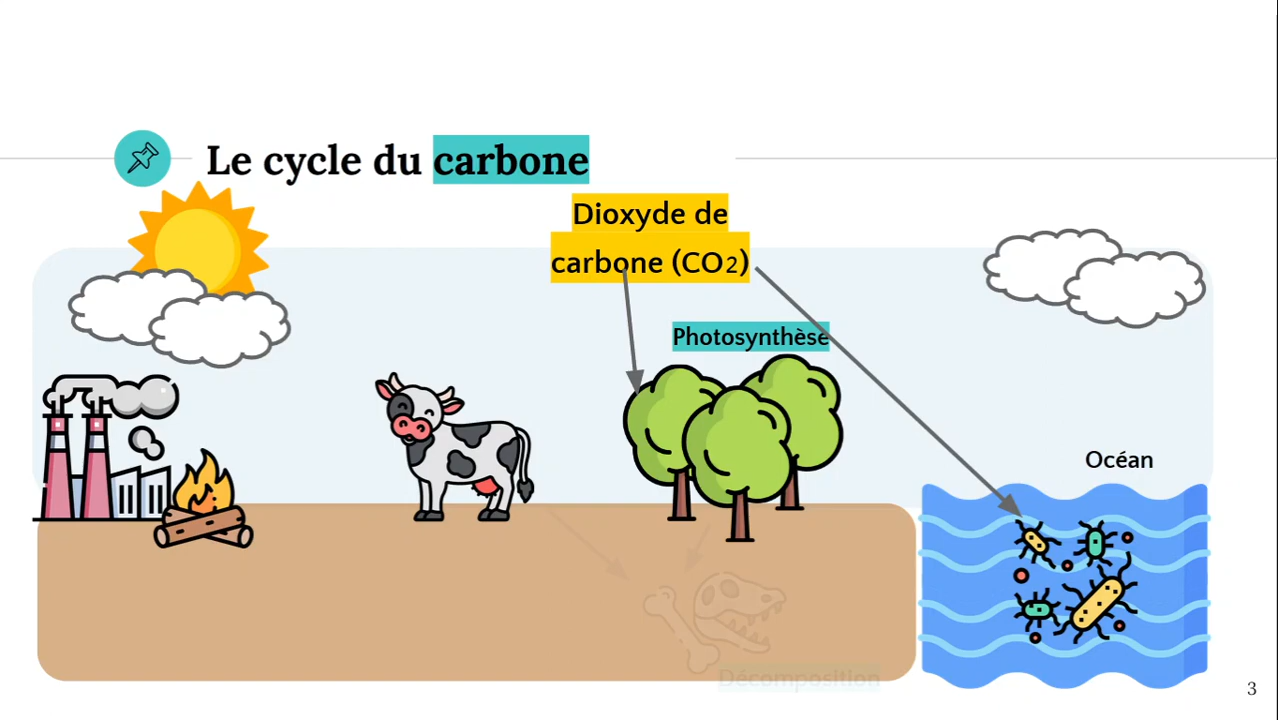 Le cycle du carbone
Dioxyde de
carbone (CO2)
Photosynthèse
Océan
Décomposition
3